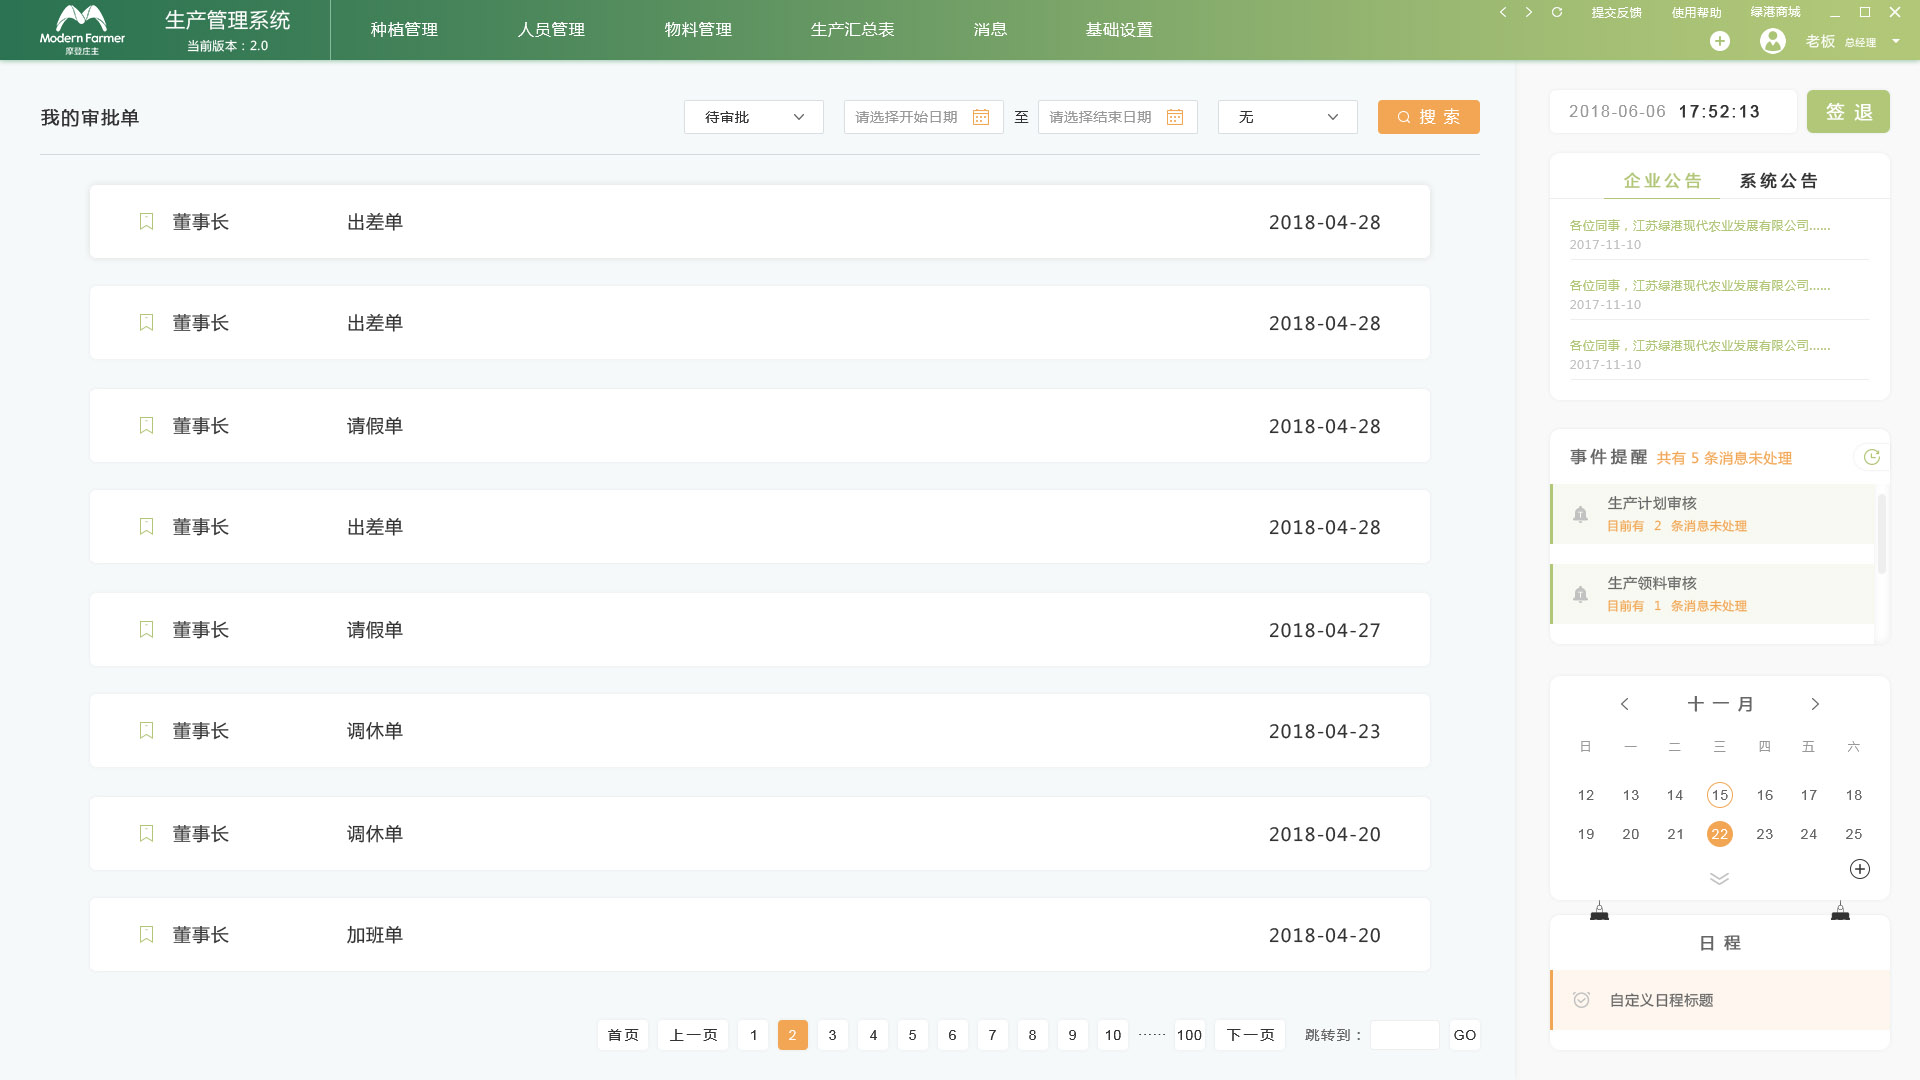 Modern Farmer
摩登庄主
生产管理系统
当前版本：2.0
种植管理 人员管理 物料管理 生产汇总表 消息 基础设置
提交反馈 使用帮助 绿港商城
老板 总经理
我的审批单
待审批 请选择开始日期 至 请选择结束日期 无 搜索
董事长 出差单 2018-04-28
董事长 出差单 2018-04-28
董事长 请假单 2018-04-28
董事长 出差单 2018-04-28
董事长 请假单 2018-04-27
董事长 调休单 2018-04-23
董事长 调休单 2018-04-20
董事长 加班单 2018-04-20
首页 上一页 1 2 3 4 5 6 7 8 9 10 ······ 100 下一页 跳转到： GO
2018-06-06 17:52:13 签退
企业公告 系统公告
各位同事，江苏绿港现代农业发展有限公司......
2017-11-10
各位同事，江苏绿港现代农业发展有限公司......
2017-11-10
各位同事，江苏绿港现代农业发展有限公司......
2017-11-10
事件提醒 共有 5 条消息未处理
生产计划审核
目前有 2 条消息未处理
生产领料审核
目前有 1 条消息未处理
十一月
日 一 二 三 四 五 六
12 13 14 15 16 17 18
19 20 21 22 23 24 25
日程
自定义日程标题